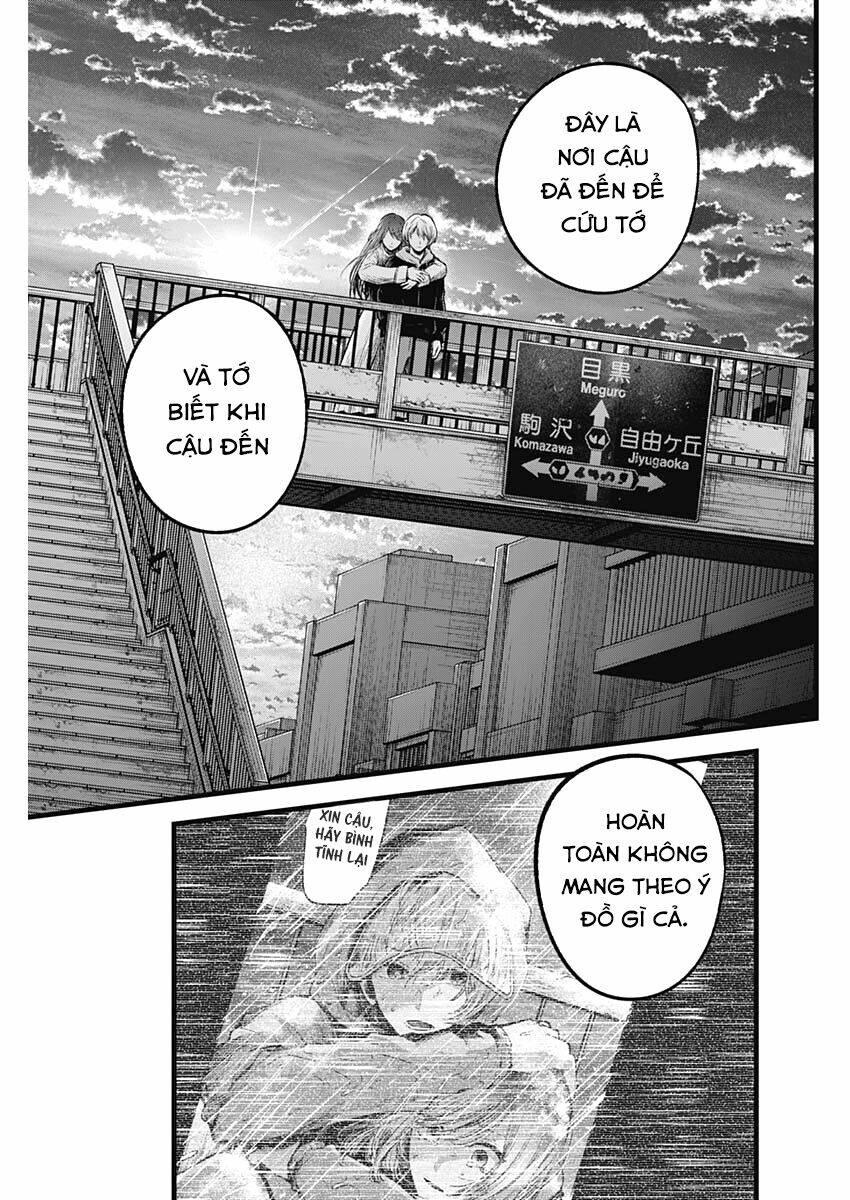 ĐÂY LÀ
NƠI CẬU
ĐÃ ĐẾN ĐỂ
CỨU TỚ
VÀ TỚ
BIẾT KHI
CẬU ĐẾN
目黒
Meguro
駒沢
Komazawa
自由ケ丘
Jiyugaoka
HOÀN
TOÀN KHÔNG
MANG THEO Ý
ĐỒ GÌ CẢ.
XIN CẬU,
HÃY BÌNH
TĨNH LẠI